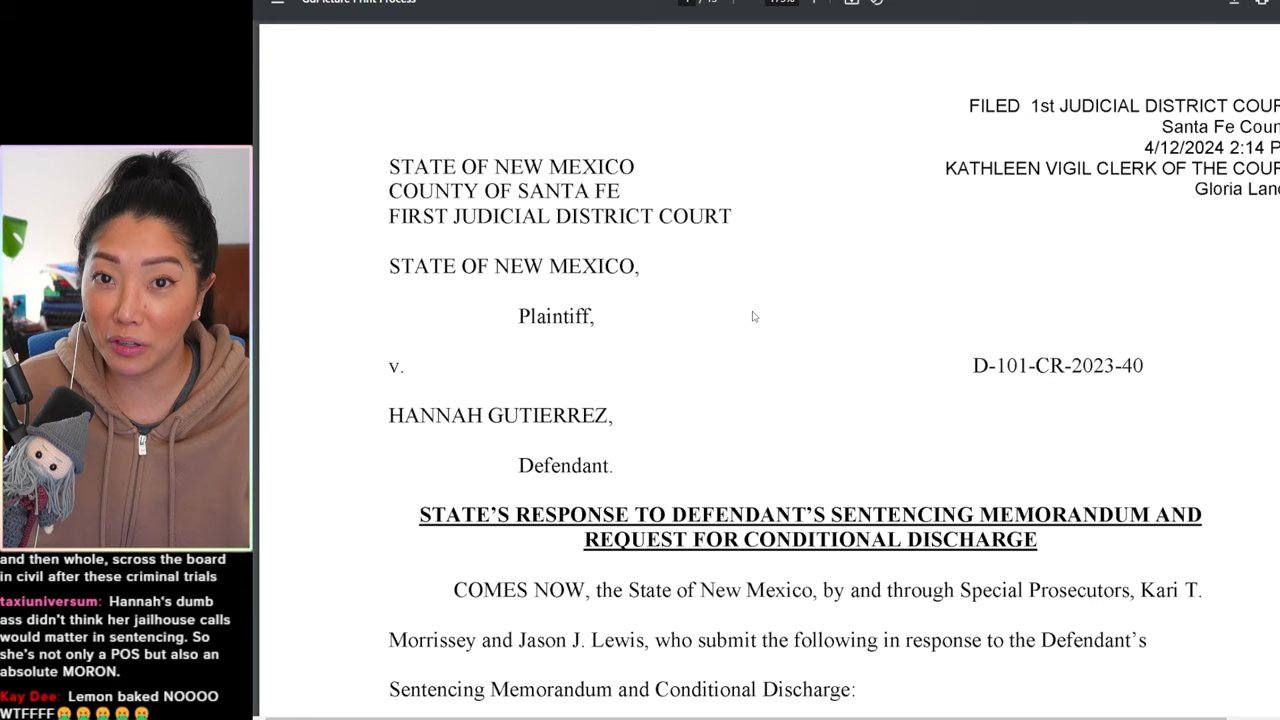 GuPicture Print Process
FILED 1st JUDICIAL DISTRICT COUR
Santa Fe Coun
4/12/2024 2:14 P
KATHLEEN VIGIL CLERK OF THE COUR
Gloria Land
STATE OF NEW MEXICO
COUNTY OF SANTA FE
FIRST JUDICIAL DISTRICT COURT
STATE OF NEW MEXICO,
Plaintiff,
v.
D-101-CR-2023-40
HANNAH GUTIERREZ,
Defendant.
STATE'S RESPONSE TO DEFENDANT'S SENTENCING MEMORANDUM AND
REQUEST FOR CONDITIONAL DISCHARGE
COMES NOW, the State of New Mexico, by and through Special Prosecutors, Kari T.
Morrissey and Jason J. Lewis, who submit the following in response to the Defendant's
Sentencing Memorandum and Conditional Discharge:
and then whole, scross the board
in civil after these criminal trials
taxiuniversum: Hannah's dumb
ass didn't think her jailhouse calls
would matter in sentencing. So
she's not only a POS but also an
absolute MORON.
Kay Dee: Lemon baked NOOOO
WTFFFF🤮🤮🤮🤮🤮